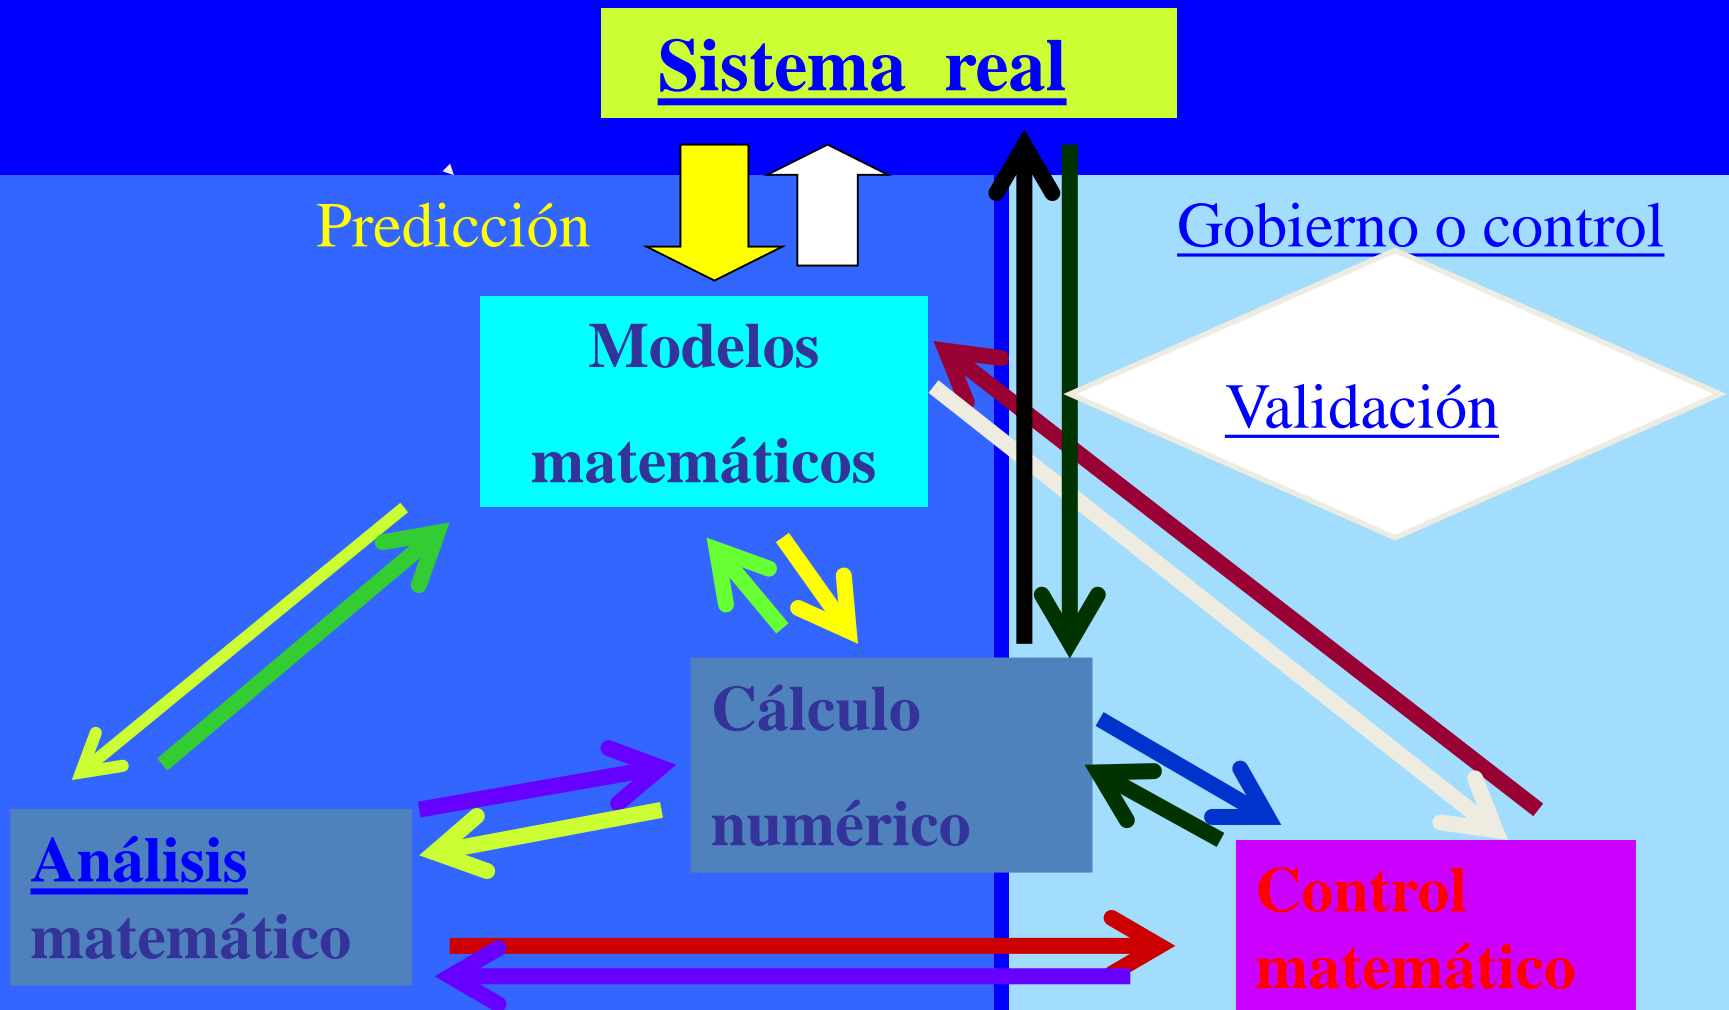 Sistema real
Predicción
Gobierno o control
Modelos
matemáticos
Validación
Cálculo
numérico
Análisis
matemático
Control
matemático